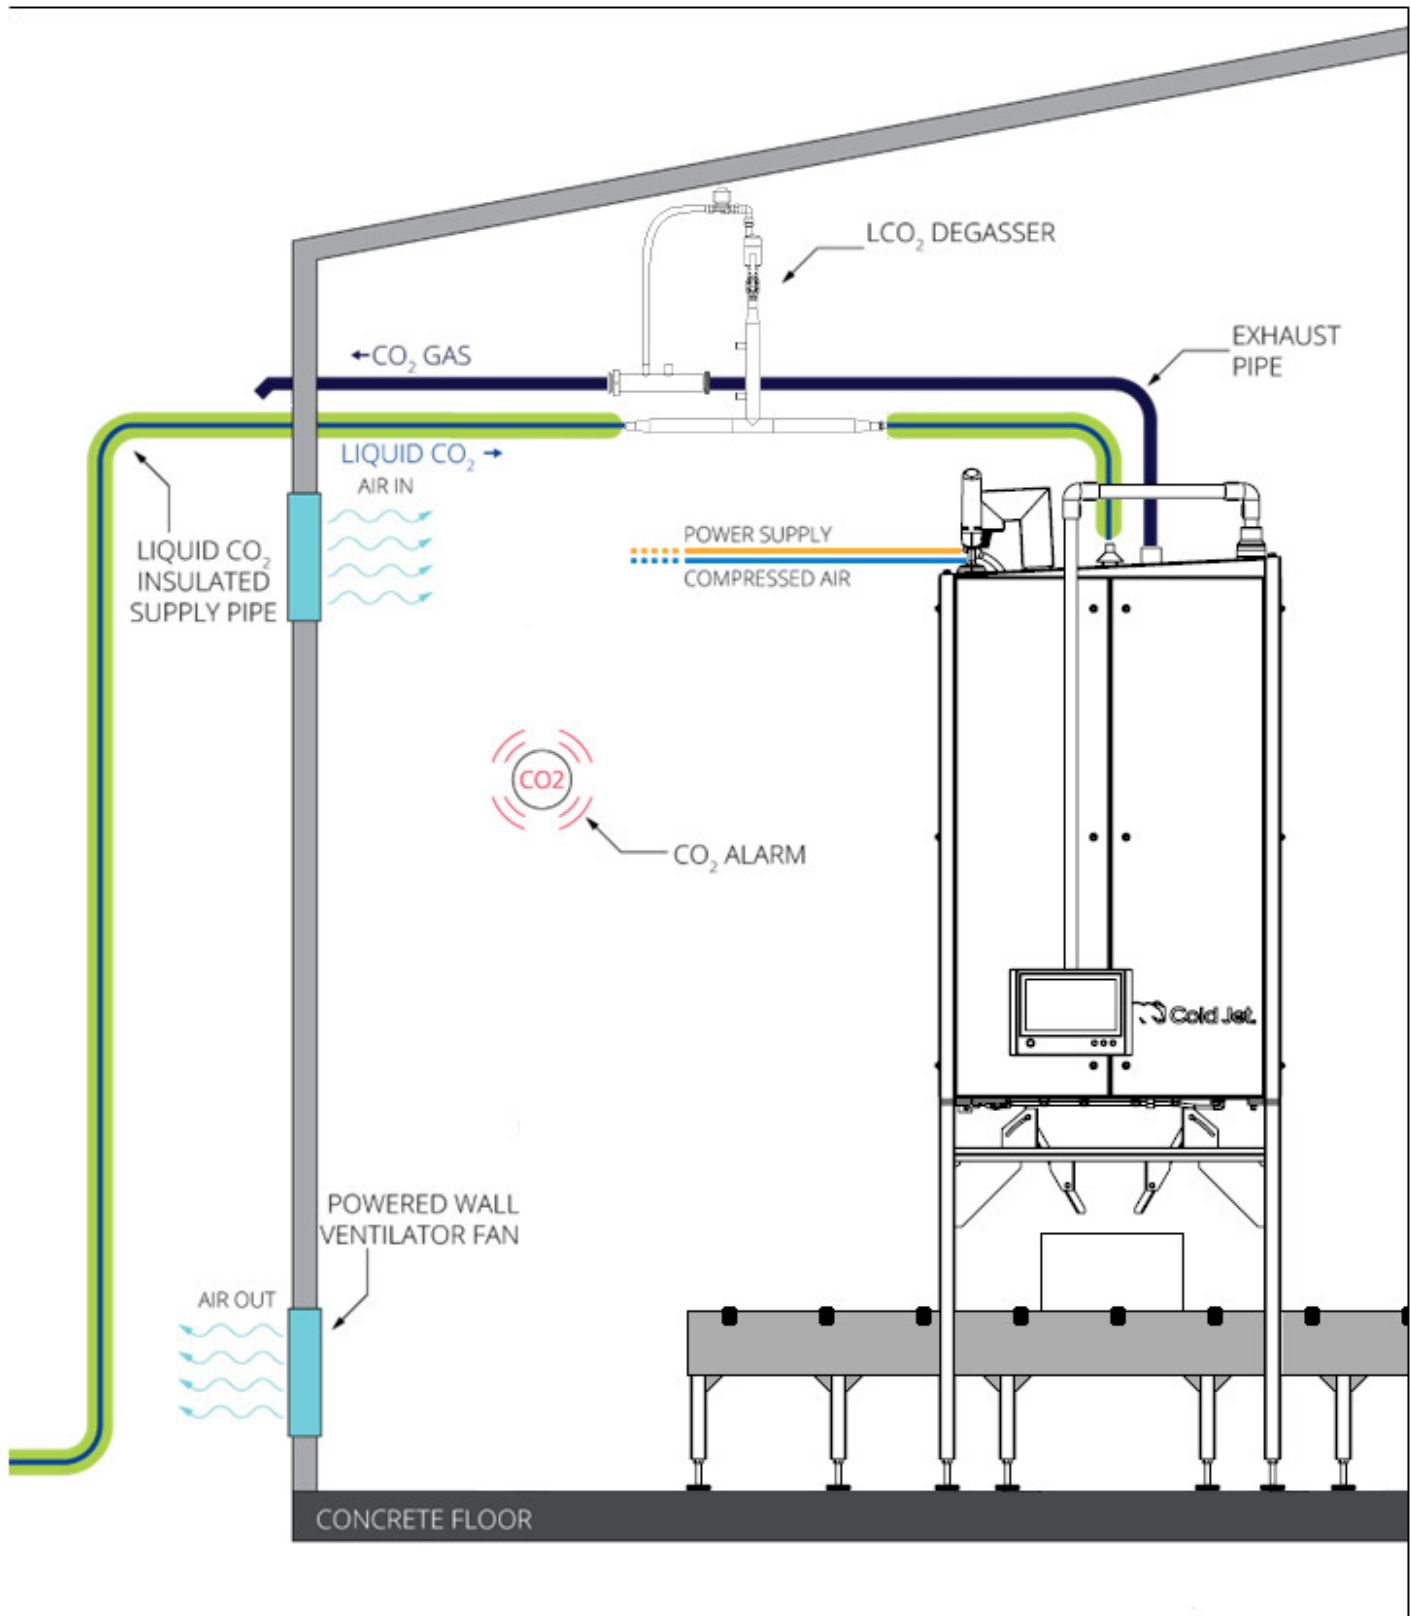 LCO₂ DEGASSER
EXHAUST
PIPE
←CO₂ GAS
LIQUID CO₂ →
AIR IN
POWER SUPPLY
COMPRESSED AIR
LIQUID CO₂
INSULATED
SUPPLY PIPE
CO2
CO₂ ALARM
Cold Jet.
POWERED WALL
VENTILATOR FAN
AIR OUT
CONCRETE FLOOR